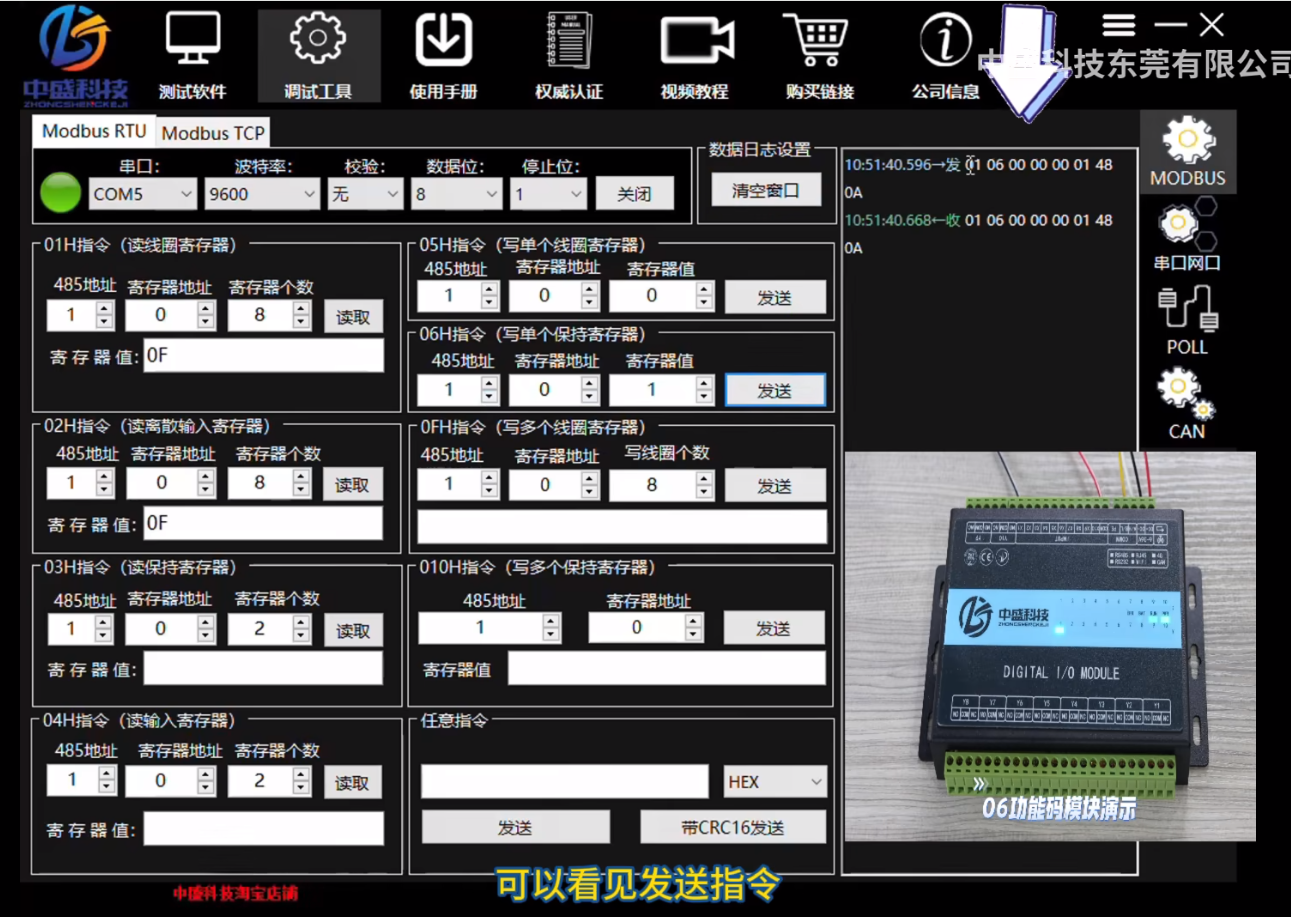 中盛科技
ZHONGSHENGKEJI
测试软件
调试工具
使用手册
权威认证
视频教程
购买链接
公司信息
中盛科技东莞有限公司
Modbus RTU
Modbus TCP
串口:
波特率:
校验:
数据位:
停止位:
COM5
9600
无
8
1
关闭
数据日志设置
清空窗口
10:51:40.596→发 01 06 00 00 00 01 48
0A
10:51:40.668←收 01 06 00 00 00 01 48
0A
MODBUS
串口网口
POLL
CAN
01H指令（读线圈寄存器）
485地址 寄存器地址 寄存器个数
1 0 8 读取
寄存器值: 0F
05H指令（写单个线圈寄存器）
485地址 寄存器地址 寄存器值
1 0 0 发送
06H指令（写单个保持寄存器）
485地址 寄存器地址 寄存器值
1 0 1 发送
02H指令（读离散输入寄存器）
485地址 寄存器地址 寄存器个数
1 0 8 读取
寄存器值: 0F
0FH指令（写多个线圈寄存器）
485地址 寄存器地址 写线圈个数
1 0 8 发送
03H指令（读保持寄存器）
485地址 寄存器地址 寄存器个数
1 0 2 读取
寄存器值:
010H指令（写多个保持寄存器）
485地址 寄存器地址
1 0 发送
寄存器值
04H指令（读输入寄存器）
485地址 寄存器地址 寄存器个数
1 0 2 读取
寄存器值:
任意指令
HEX
发送
带CRC16发送
中盛科技
ZHONGSHENGKEJI
DIGITAL I/O MODULE
Y8 Y7 Y6 Y5 Y4 Y3 Y2 Y1
06功能码模块演示
可以看见发送指令
中盛科技淘宝店铺